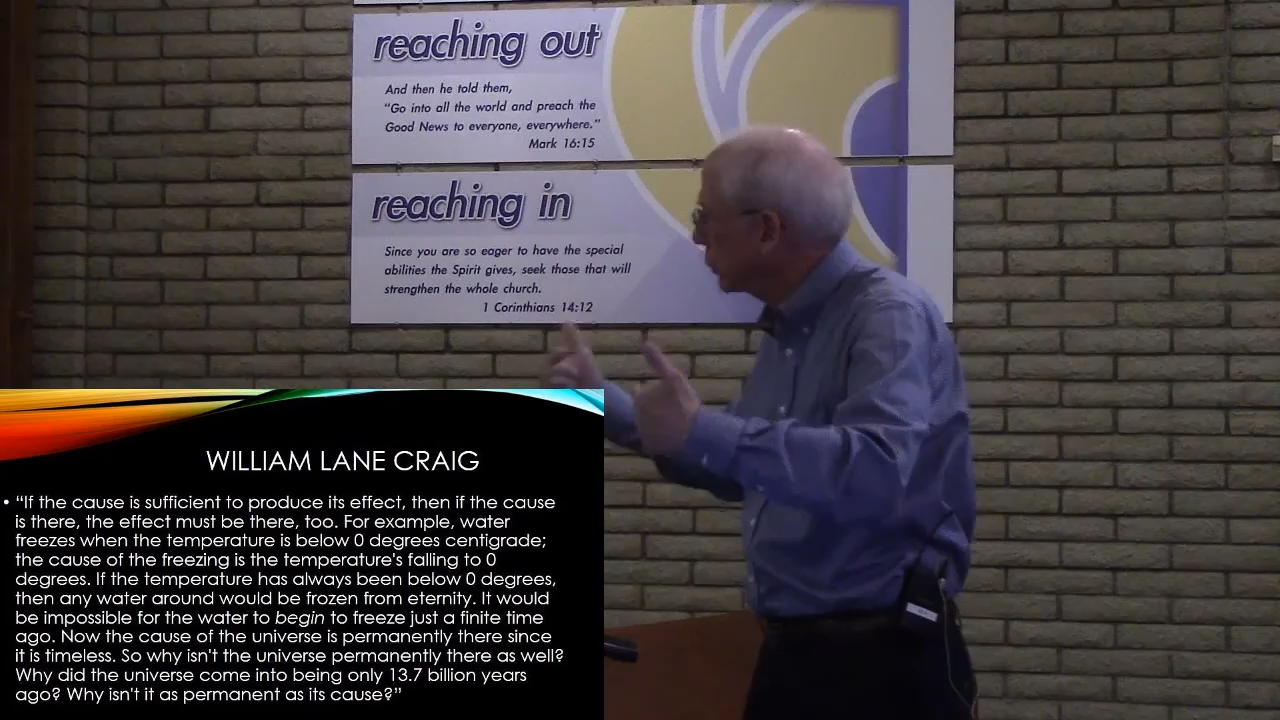 reaching out
And then he told them,
“Go into all the world and preach the
Good News to everyone, everywhere.”
Mark 16:15
reaching in
Since you are so eager to have the special
abilities the Spirit gives, seek those that will
strengthen the whole church.
1 Corinthians 14:12
WILLIAM LANE CRAIG
• “If the cause is sufficient to produce its effect, then if the cause
is there, the effect must be there, too. For example, water
freezes when the temperature is below 0 degrees centigrade;
the cause of the freezing is the temperature's falling to 0
degrees. If the temperature has always been below 0 degrees,
then any water around would be frozen from eternity. It would
be impossible for the water to begin to freeze just a finite time
ago. Now the cause of the universe is permanently there since
it is timeless. So why isn't the universe permanently there as well?
Why did the universe come into being only 13.7 billion years
ago? Why isn't it as permanent as its cause?”